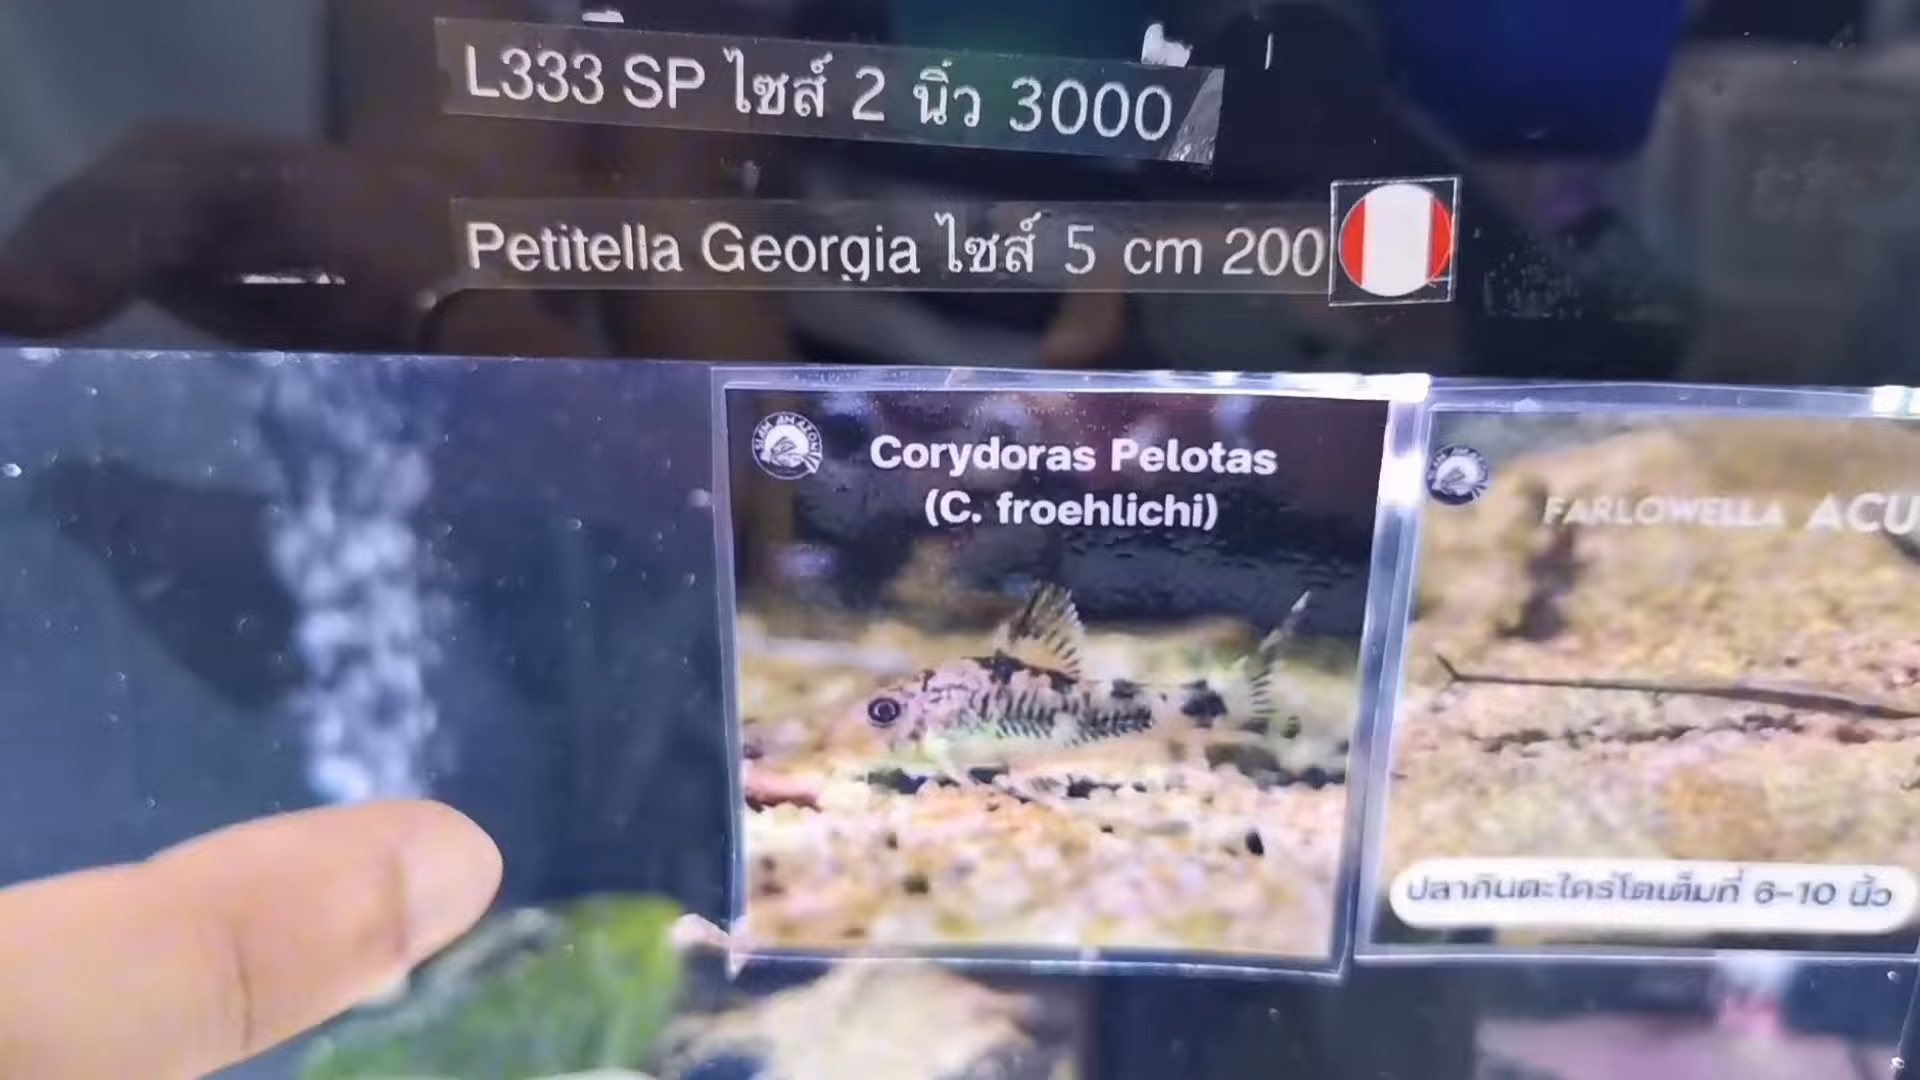 L333 SP ไซส์ 2 นิ้ว 3000
Petitella Georgia ไซส์ 5 cm 200
SIAM AMAZON
Corydoras Pelotas
(C. froehlichi)
FARLOWELLA ACU
ปลากินตะไคร่โตเต็มที่ 6-10 นิ้ว